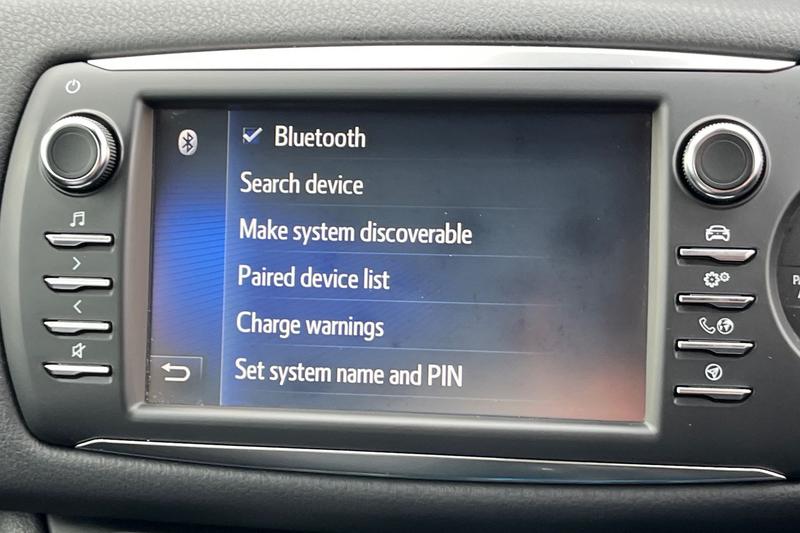 Bluetooth
Search device
Make system discoverable
Paired device list
Charge warnings
Set system name and PIN